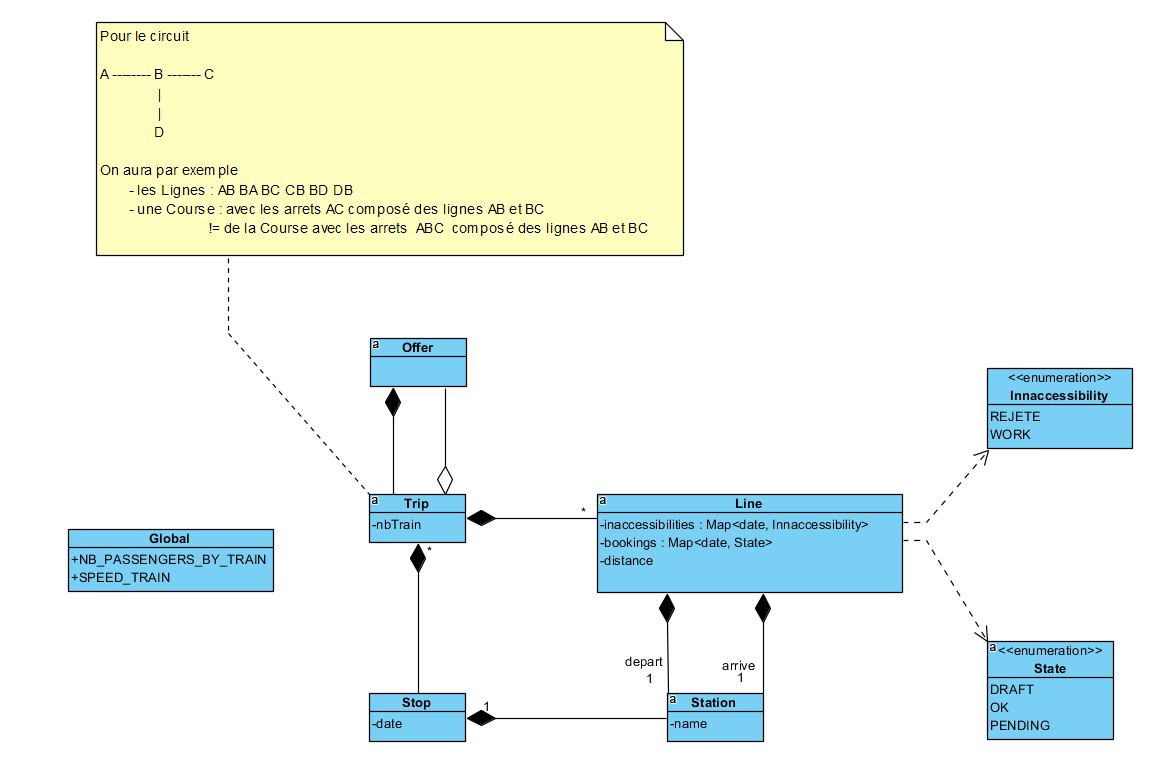 Pour le circuit
A -------- B ------- C
|
|
D
On aura par exemple
- les Lignes : AB BA BC CB BD DB
- une Course : avec les arrets AC composé des lignes AB et BC
!= de la Course avec les arrets ABC composé des lignes AB et BC
a
Offer
<<enumeration>>
Innaccessibility
REJETE
WORK
a
Trip
-nbTrain
*
*
a
Line
-inaccessibilities : Map<date, Innaccessibility>
-bookings : Map<date, State>
-distance
Global
+NB_PASSENGERS_BY_TRAIN
+SPEED_TRAIN
depart
1
arrive
1
a
<<enumeration>>
State
DRAFT
OK
PENDING
Stop
-date
1
a
Station
-name